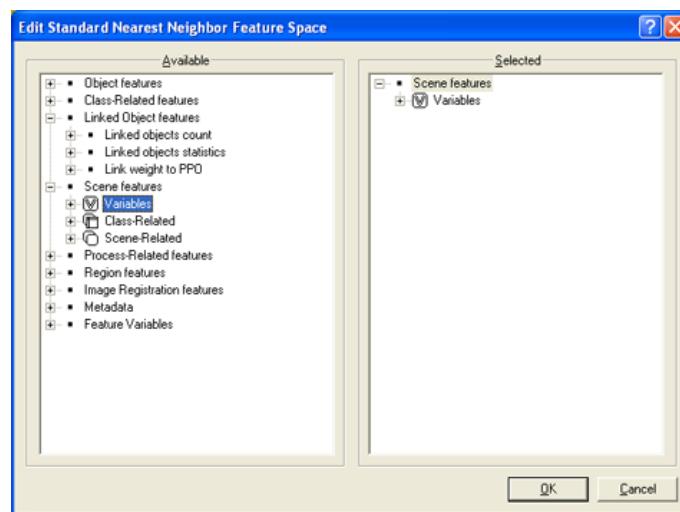 Edit Standard Nearest Neighbor Feature Space
Available
Object features
Class-Related features
Linked Object features
Linked objects count
Linked objects statistics
Link weight to PPO
Scene features
Variables
Class-Related
Scene-Related
Process-Related features
Region features
Image Registration features
Metadata
Feature Variables
Selected
Scene features
Variables
OK
Cancel